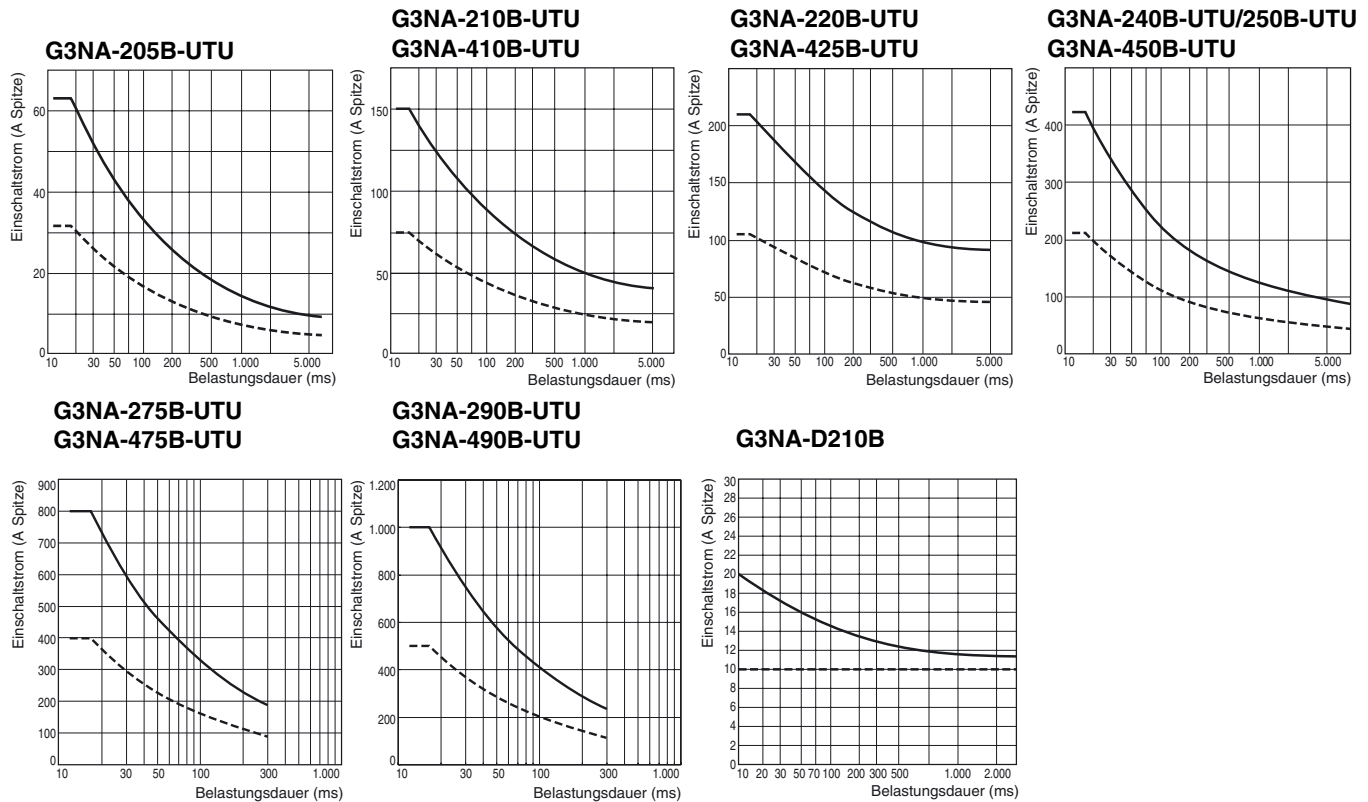 G3NA-205B-UTU
Einschaltstrom (A Spitze)
60
40
20
0
10 30 50 100 200 500 1.000 5.000
Belastungsdauer (ms)
G3NA-210B-UTU
G3NA-410B-UTU
Einschaltstrom (A Spitze)
150
100
50
0
10 30 50 100 200 500 1.000 5.000
Belastungsdauer (ms)
G3NA-220B-UTU
G3NA-425B-UTU
Einschaltstrom (A Spitze)
200
150
100
50
0
10 30 50 100 200 500 1.000 5.000
Belastungsdauer (ms)
G3NA-240B-UTU/250B-UTU
G3NA-450B-UTU
Einschaltstrom (A Spitze)
400
300
200
100
0
10 30 50 100 200 500 1.000 5.000
Belastungsdauer (ms)
G3NA-275B-UTU
G3NA-475B-UTU
Einschaltstrom (A Spitze)
900
800
700
600
500
400
300
200
100
0
10 30 50 100 300 1.000
Belastungsdauer (ms)
G3NA-290B-UTU
G3NA-490B-UTU
Einschaltstrom (A Spitze)
1.200
1.000
800
600
400
200
0
10 30 50 100 300 1.000
Belastungsdauer (ms)
G3NA-D210B
Einschaltstrom (A Spitze)
30
28
26
24
22
20
18
16
14
12
10
8
6
4
2
0
10 20 30 50 70 100 200 300 500 1.000 2.000
Belastungsdauer (ms)